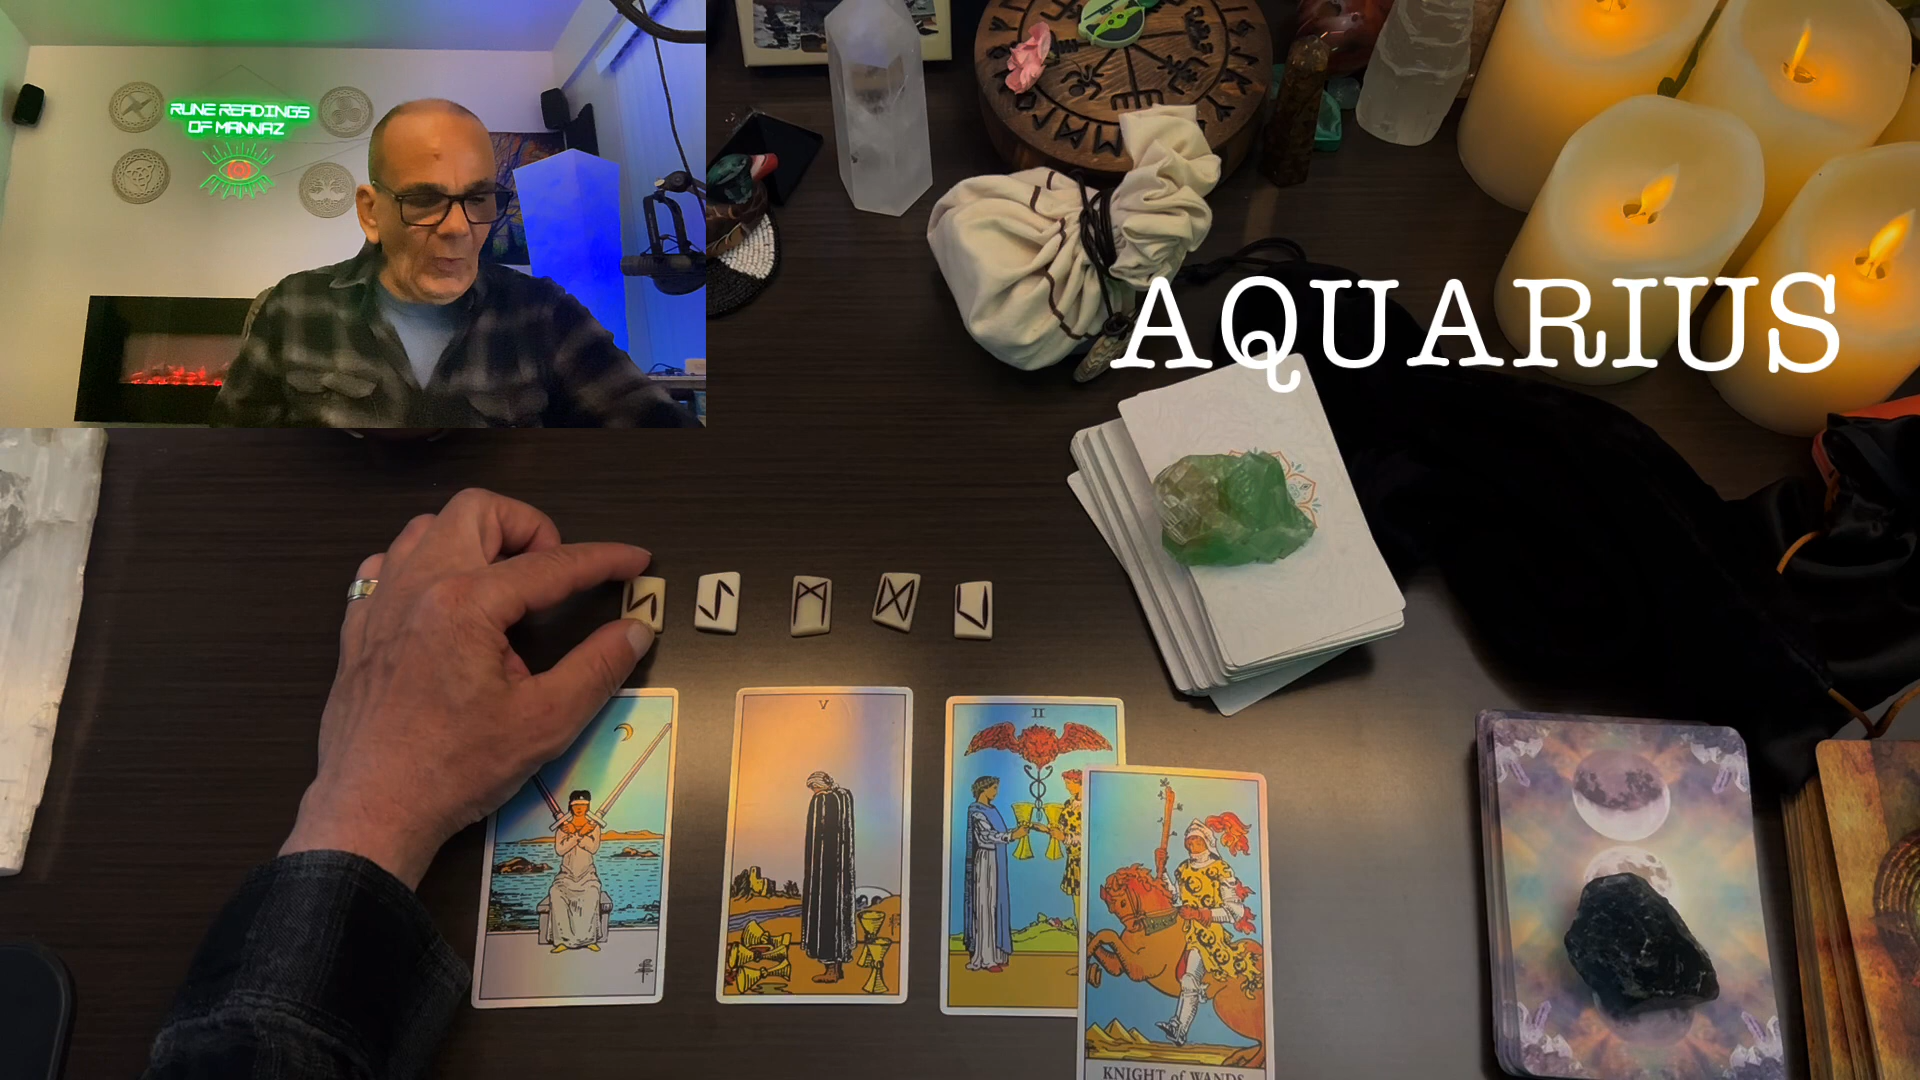 RUNE READINGS
OF MANNAZ
AQUARIUS
V
II
KNIGHT of WANDS